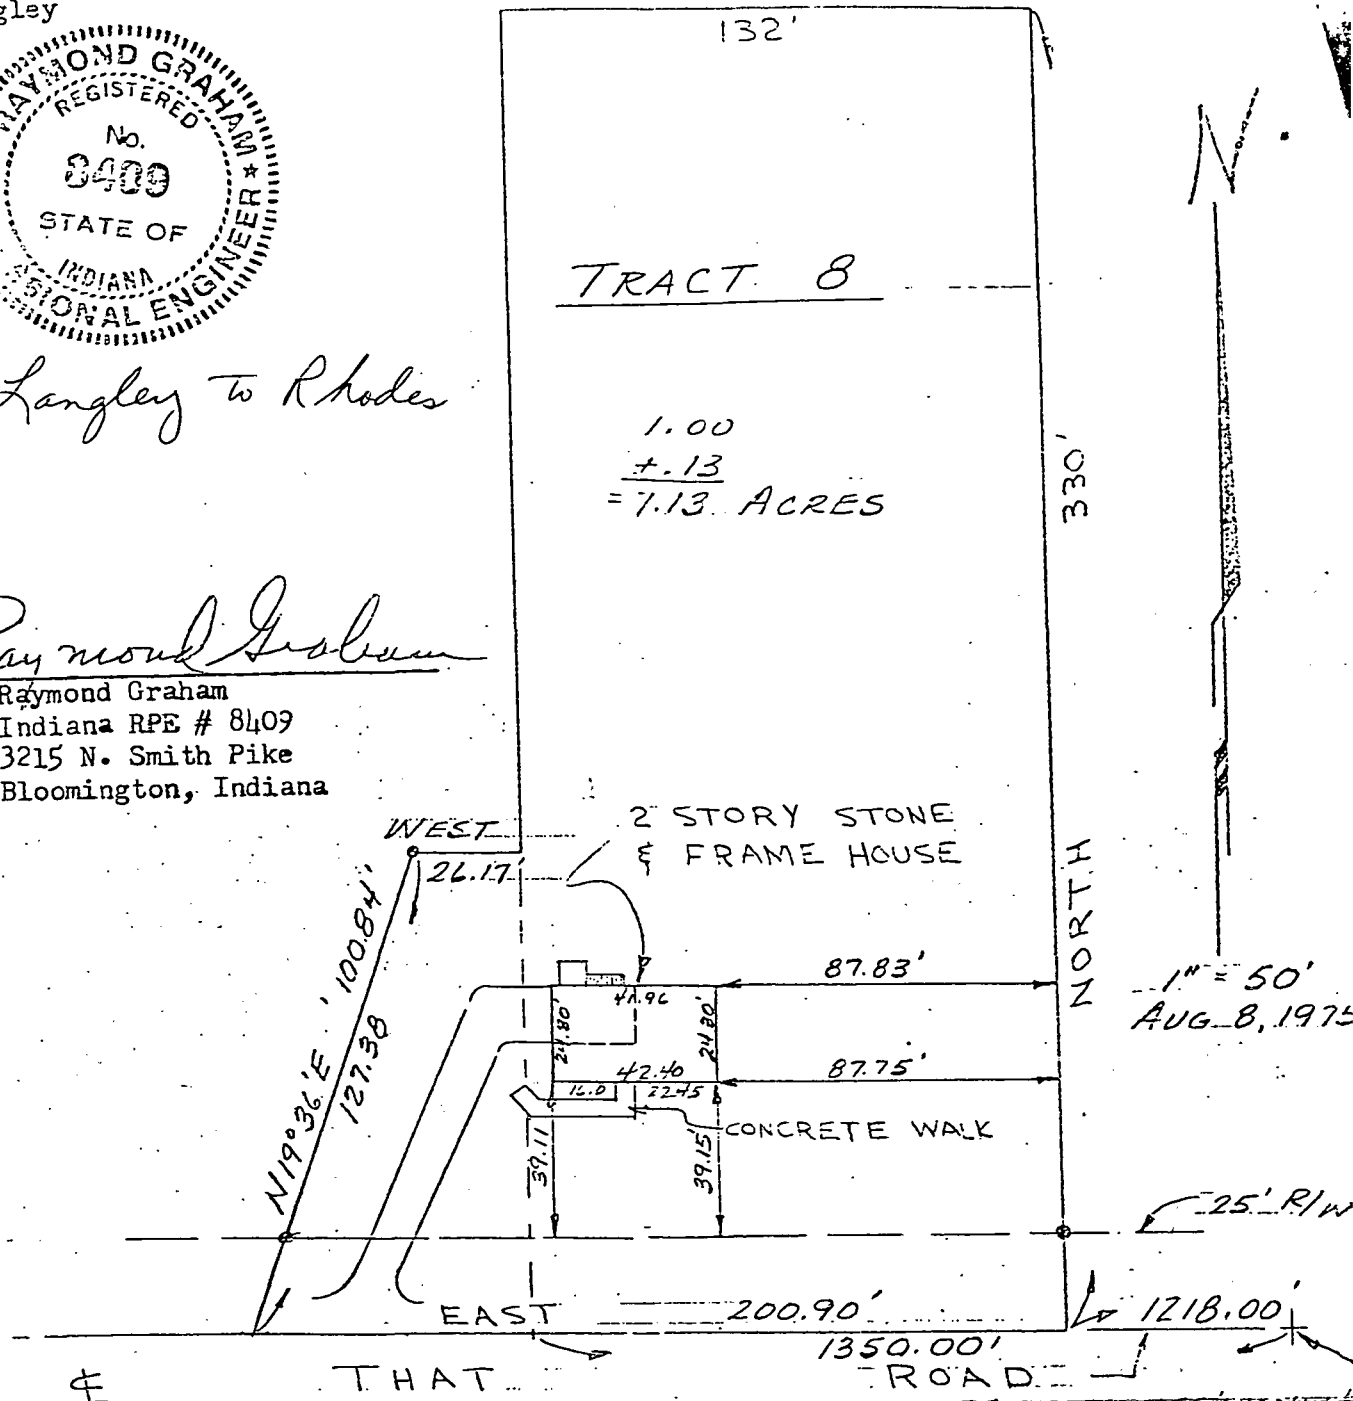 gley
RAYMOND GRAHAM
REGISTERED
No.
8409
STATE OF
INDIANA
SIONAL ENGINEER
Langley to Rhodes
Raymond Graham
Raymond Graham
Indiana RPE # 8409
3215 N. Smith Pike
Bloomington, Indiana
132'
N
TRACT 8
1.00
+.13
= 1.13 ACRES
330'
NORTH
WEST
26.17
2 STORY STONE
& FRAME HOUSE
N19°36'E
100.84'
127.38
87.83'
41.96
24.80'
24.80'
42.40
16.0
22.45
87.75'
CONCRETE WALK
39.11
39.15'
1" = 50'
AUG 8, 1975
25' R/W
EAST 200.90'
1218.00'
1350.00'
℄ THAT ROAD